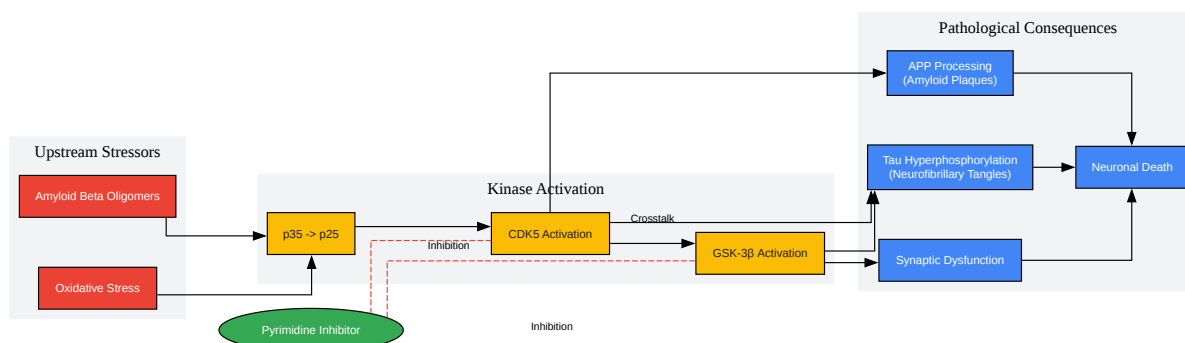 Pathological Consequences
APP Processing
(Amyloid Plaques)
Upstream Stressors
Tau Hyperphosphorylation
(Neurofibrillary Tangles)
Neuronal Death
Kinase Activation
Amyloid Beta Oligomers
Crosstalk
p35 -> p25
CDK5 Activation
Inhibition
GSK-3β Activation
Synaptic Dysfunction
Oxidative Stress
Pyrimidine Inhibitor
Inhibition